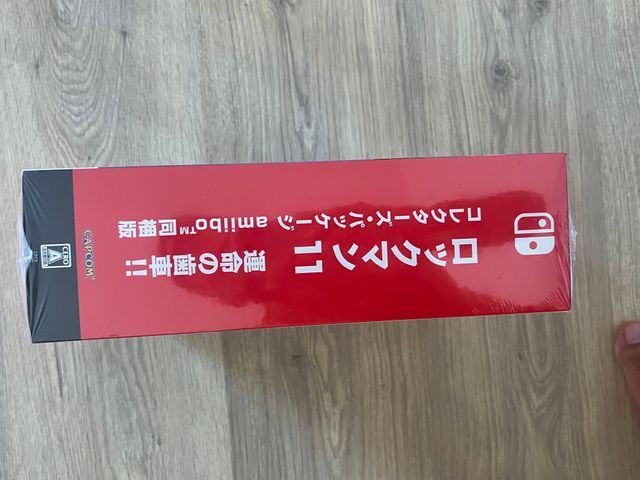 ロックマン11 運命の歯車!!
コレクターズ・パッケージ amiibo™同梱版
CAPCOM
CERO
A